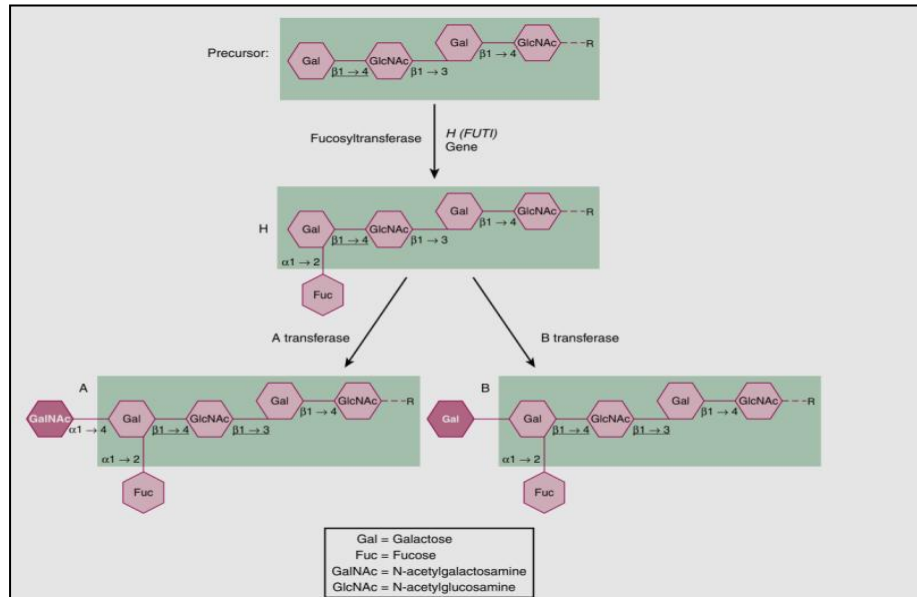 Precursor:
Gal
β1 → 4
GlcNAc
β1 → 3
Gal
β1 → 4
GlcNAc
R
Fucosyltransferase
H (FUTI)
Gene
H
Gal
β1 → 4
GlcNAc
β1 → 3
Gal
β1 → 4
GlcNAc
R
α1 → 2
Fuc
A transferase
B transferase
A
GalNAc
α1 → 4
Gal
β1 → 4
GlcNAc
β1 → 3
Gal
β1 → 4
GlcNAc
R
α1 → 2
Fuc
B
Gal
Gal
β1 → 4
GlcNAc
β1 → 3
Gal
β1 → 4
GlcNAc
R
α1 → 2
Fuc
Gal = Galactose
Fuc = Fucose
GalNAc = N-acetylgalactosamine
GlcNAc = N-acetylglucosamine